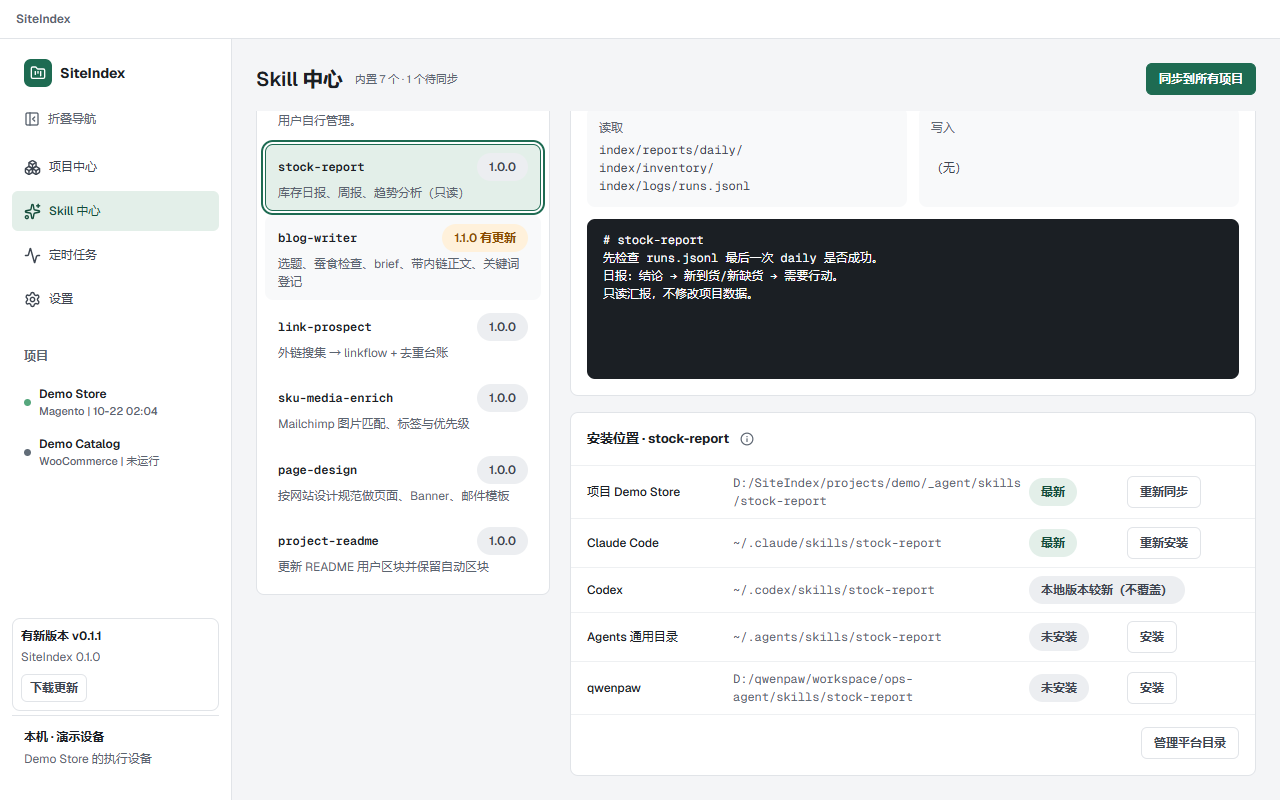 SiteIndex
SiteIndex
折叠导航
项目中心
Skill 中心
定时任务
设置
项目
Demo Store
Magento | 10-22 02:04
Demo Catalog
WooCommerce | 未运行
有新版本 v0.1.1
SiteIndex 0.1.0
下载更新
本机 · 演示设备
Demo Store 的执行设备
Skill 中心
内置 7 个 · 1 个待同步
同步到所有项目
用户自行管理。
stock-report
1.0.0
库存日报、周报、趋势分析（只读）
blog-writer
1.1.0 有更新
选题、蚕食检查、brief、带内链正文、关键词
登记
link-prospect
1.0.0
外链搜集 → linkflow + 去重台账
sku-media-enrich
1.0.0
Mailchimp 图片匹配、标签与优先级
page-design
1.0.0
按网站设计规范做页面、Banner、邮件模板
project-readme
1.0.0
更新 README 用户区块并保留自动区块
读取
index/reports/daily/
index/inventory/
index/logs/runs.jsonl
写入
(无)
# stock-report
先检查 runs.jsonl 最后一次 daily 是否成功。
日报：结论 → 新到货/新缺货 → 需要行动。
只读汇报，不修改项目数据。
安装位置 · stock-report
项目 Demo Store
D:/SiteIndex/projects/demo/_agent/skills
/stock-report
最新
重新同步
Claude Code
~/.claude/skills/stock-report
最新
重新安装
Codex
~/.codex/skills/stock-report
本地版本较新（不覆盖）
Agents 通用目录
~/.agents/skills/stock-report
未安装
安装
qwenpaw
D:/qwenpaw/workspace/ops-
agent/skills/stock-report
未安装
安装
管理平台目录